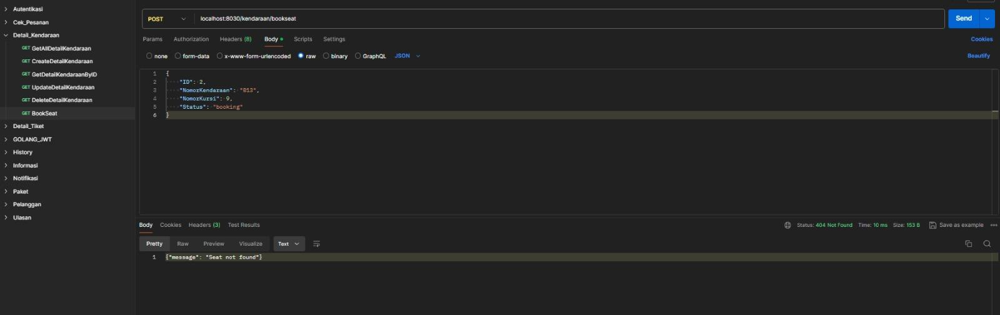 Autentikasi
Cek_Pesanan
Detail_Kendaraan
GET GetAllDetailKendaraan
GET CreateDetailKendaraan
GET GetDetailKendaraanByID
GET UpdateDetailKendaraan
GET DeleteDetailKendaraan
GET BookSeat
Detail_Tiket
GOLANG_JWT
History
Informasi
Notifikasi
Paket
Pelanggan
Ulasan
POST localhost:8030/kendaraan/bookseat Send
Params Authorization Headers (8) Body Scripts Settings Cookies
none form-data x-www-form-urlencoded raw binary GraphQL JSON Beautify
1 {
2 "ID": 2,
3 "NomorKendaraan": "B13",
4 "NomorKursi": 9,
5 "Status": "booking"
6 }
Body Cookies Headers (3) Test Results Status: 404 Not Found Time: 10 ms Size: 153 B Save as example
Pretty Raw Preview Visualize Text
1 {"message": "Seat not found"}